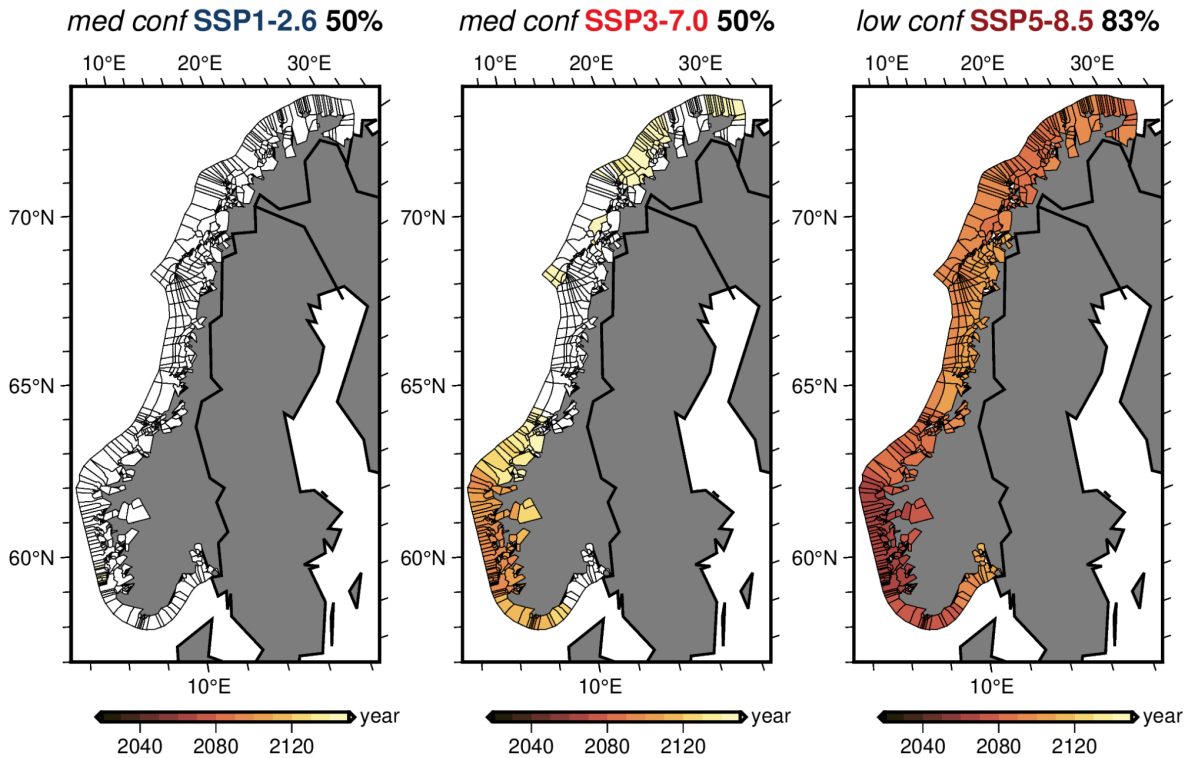 med conf SSP1-2.6 50%
med conf SSP3-7.0 50%
low conf SSP5-8.5 83%
10°E 20°E 30°E
10°E 20°E 30°E
10°E 20°E 30°E
70°N
70°N
70°N
65°N
65°N
65°N
60°N
60°N
60°N
10°E
10°E
10°E
year
year
year
2040 2080 2120
2040 2080 2120
2040 2080 2120